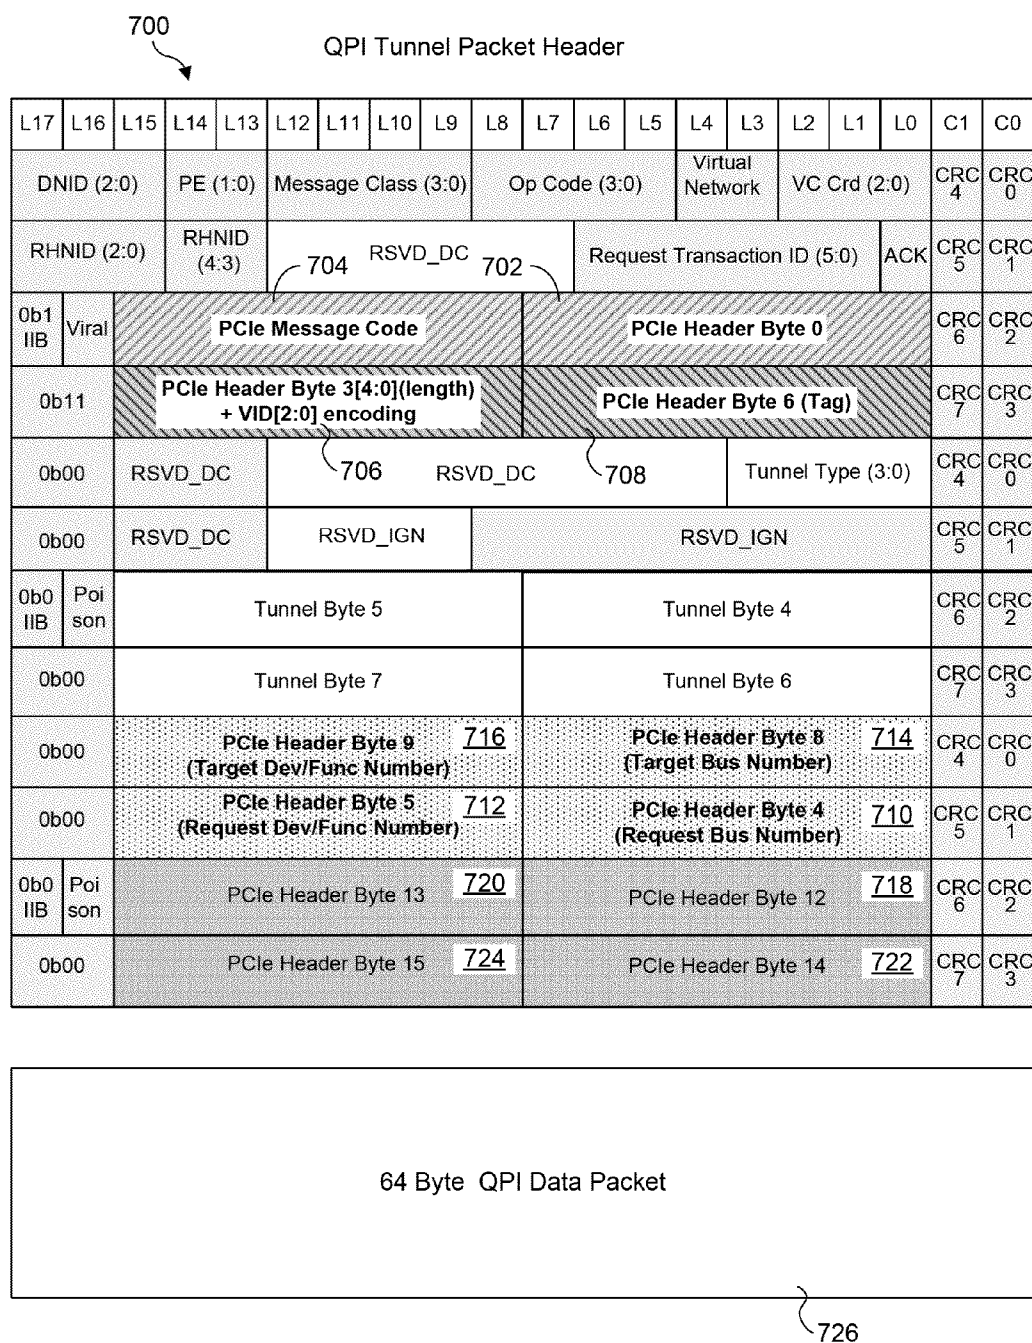 700
QPI Tunnel Packet Header
L17 L16 L15 L14 L13 L12 L11 L10 L9 L8 L7 L6 L5 L4 L3 L2 L1 L0 C1 C0
DNID (2:0) PE (1:0) Message Class (3:0) Op Code (3:0) Virtual Network VC Crd (2:0) CRC 4 CRC 0
RHNID (2:0) RHNID (4:3) RSVD_DC Request Transaction ID (5:0) ACK CRC 5 CRC 1
704 702
0b1 IIB Viral PCIe Message Code PCIe Header Byte 0 CRC 6 CRC 2
0b11 PCIe Header Byte 3[4:0](length) + VID[2:0] encoding PCIe Header Byte 6 (Tag) CRC 7 CRC 3
706 708
0b00 RSVD_DC RSVD_DC Tunnel Type (3:0) CRC 4 CRC 0
0b00 RSVD_DC RSVD_IGN RSVD_IGN CRC 5 CRC 1
0b0 IIB Poi son Tunnel Byte 5 Tunnel Byte 4 CRC 6 CRC 2
0b00 Tunnel Byte 7 Tunnel Byte 6 CRC 7 CRC 3
0b00 PCIe Header Byte 9 (Target Dev/Func Number) 716 PCIe Header Byte 8 (Target Bus Number) 714 CRC 4 CRC 0
0b00 PCIe Header Byte 5 (Request Dev/Func Number) 712 PCIe Header Byte 4 (Request Bus Number) 710 CRC 5 CRC 1
0b0 IIB Poi son PCIe Header Byte 13 720 PCIe Header Byte 12 718 CRC 6 CRC 2
0b00 PCIe Header Byte 15 724 PCIe Header Byte 14 722 CRC 7 CRC 3
64 Byte QPI Data Packet
726